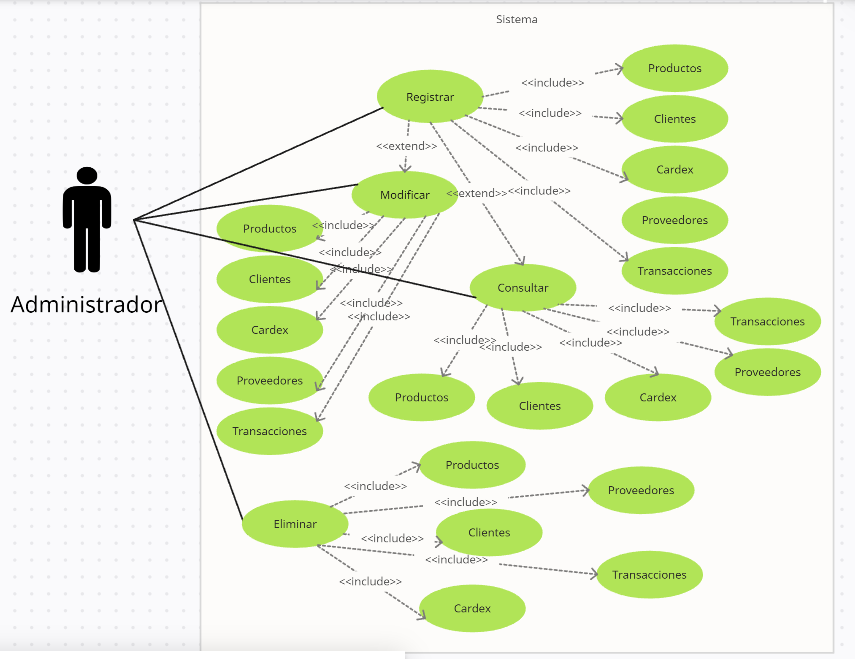 Sistema
Productos
<<include>>
Registrar
<<include>>
Clientes
<<extend>>
<<include>>
Cardex
Modificar
<<extend>>
<<include>>
Proveedores
Productos
<<include>>
<<include>>
Clientes
<<include>>
Transacciones
Consultar
Administrador
<<include>>
<<include>>
<<include>>
Transacciones
Cardex
<<include>>
<<include>>
<<include>>
<<include>>
Proveedores
Proveedores
Productos
Clientes
Cardex
Transacciones
Productos
<<include>>
Proveedores
<<include>>
Eliminar
Clientes
<<include>>
<<include>>
Transacciones
<<include>>
Cardex